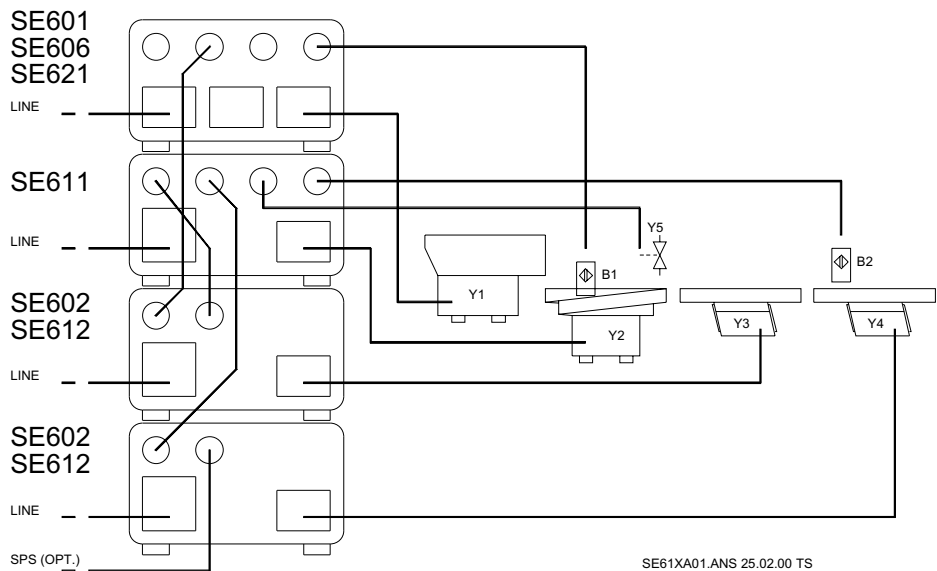 SE601
SE606
SE621
LINE
SE611
LINE
Y5
B1
B2
Y1
Y2
Y3
Y4
SE602
SE612
LINE
SE602
SE612
LINE
SPS (OPT.)
SE61XA01.ANS 25.02.00 TS